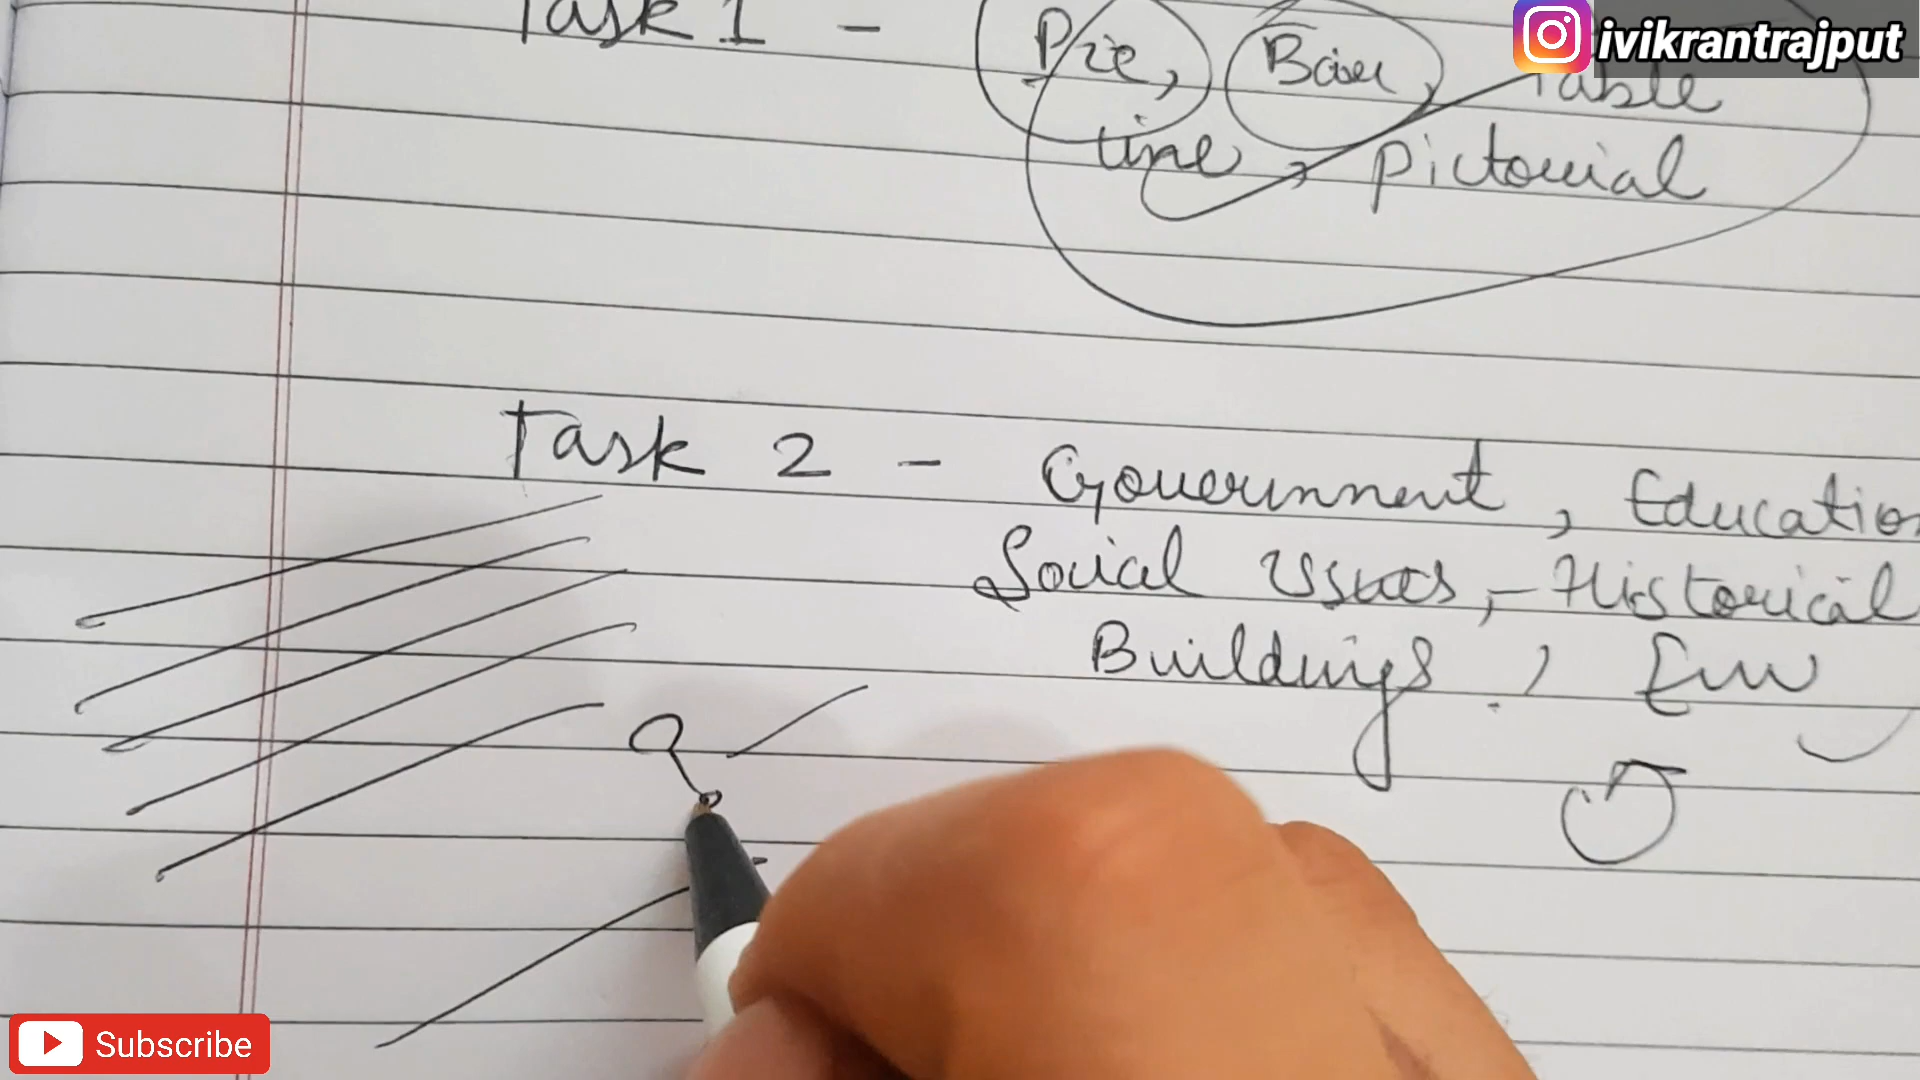 Task 1 - Pie, Bar, Table
line, Pictorial
ivikrantrajput
Task 2 - Government, Education
Social issues, Historical
Buildings, Env
Subscribe